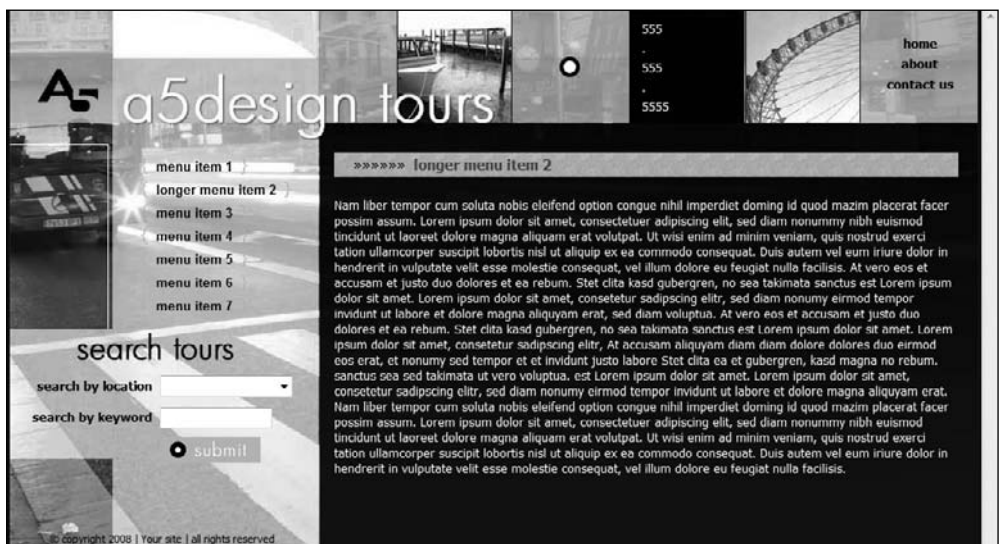 555
.
555
.
5555
home
about
contact us
A5
a5design tours
menu item 1
longer menu item 2
menu item 3
menu item 4
menu item 5
menu item 6
menu item 7
search tours
search by location
search by keyword
submit
© copyright 2008 | Your site | all rights reserved
»»»»»» longer menu item 2
Nam liber tempor cum soluta nobis eleifend option congue nihil imperdiet doming id quod mazim placerat facer
possim assum. Lorem ipsum dolor sit amet, consectetuer adipiscing elit, sed diam nonummy nibh euismod
tincidunt ut laoreet dolore magna aliquam erat volutpat. Ut wisi enim ad minim veniam, quis nostrud exerci
tation ullamcorper suscipit lobortis nisl ut aliquip ex ea commodo consequat. Duis autem vel eum iriure dolor in
hendrerit in vulputate velit esse molestie consequat, vel illum dolore eu feugiat nulla facilisis. At vero eos et
accusam et justo duo dolores et ea rebum. Stet clita kasd gubergren, no sea takimata sanctus est Lorem ipsum
dolor sit amet. Lorem ipsum dolor sit amet, consetetur sadipscing elitr, sed diam nonumy eirmod tempor
invidunt ut labore et dolore magna aliquyam erat, sed diam voluptua. At vero eos et accusam et justo duo
dolores et ea rebum. Stet clita kasd gubergren, no sea takimata sanctus est Lorem ipsum dolor sit amet. Lorem
ipsum dolor sit amet, consetetur sadipscing elitr, At accusam aliquyam diam diam dolore dolores duo eirmod
eos erat, et nonumy sed tempor et et invidunt justo labore Stet clita ea et gubergren, kasd magna no rebum.
sanctus sea sed takimata ut vero voluptua. est Lorem ipsum dolor sit amet. Lorem ipsum dolor sit amet,
consetetur sadipscing elitr, sed diam nonumy eirmod tempor invidunt ut labore et dolore magna aliquyam erat.
Nam liber tempor cum soluta nobis eleifend option congue nihil imperdiet doming id quod mazim placerat facer
possim assum. Lorem ipsum dolor sit amet, consectetuer adipiscing elit, sed diam nonummy nibh euismod
tincidunt ut laoreet dolore magna aliquam erat volutpat. Ut wisi enim ad minim veniam, quis nostrud exerci
tation ullamcorper suscipit lobortis nisl ut aliquip ex ea commodo consequat. Duis autem vel eum iriure dolor in
hendrerit in vulputate velit esse molestie consequat, vel illum dolore eu feugiat nulla facilisis.